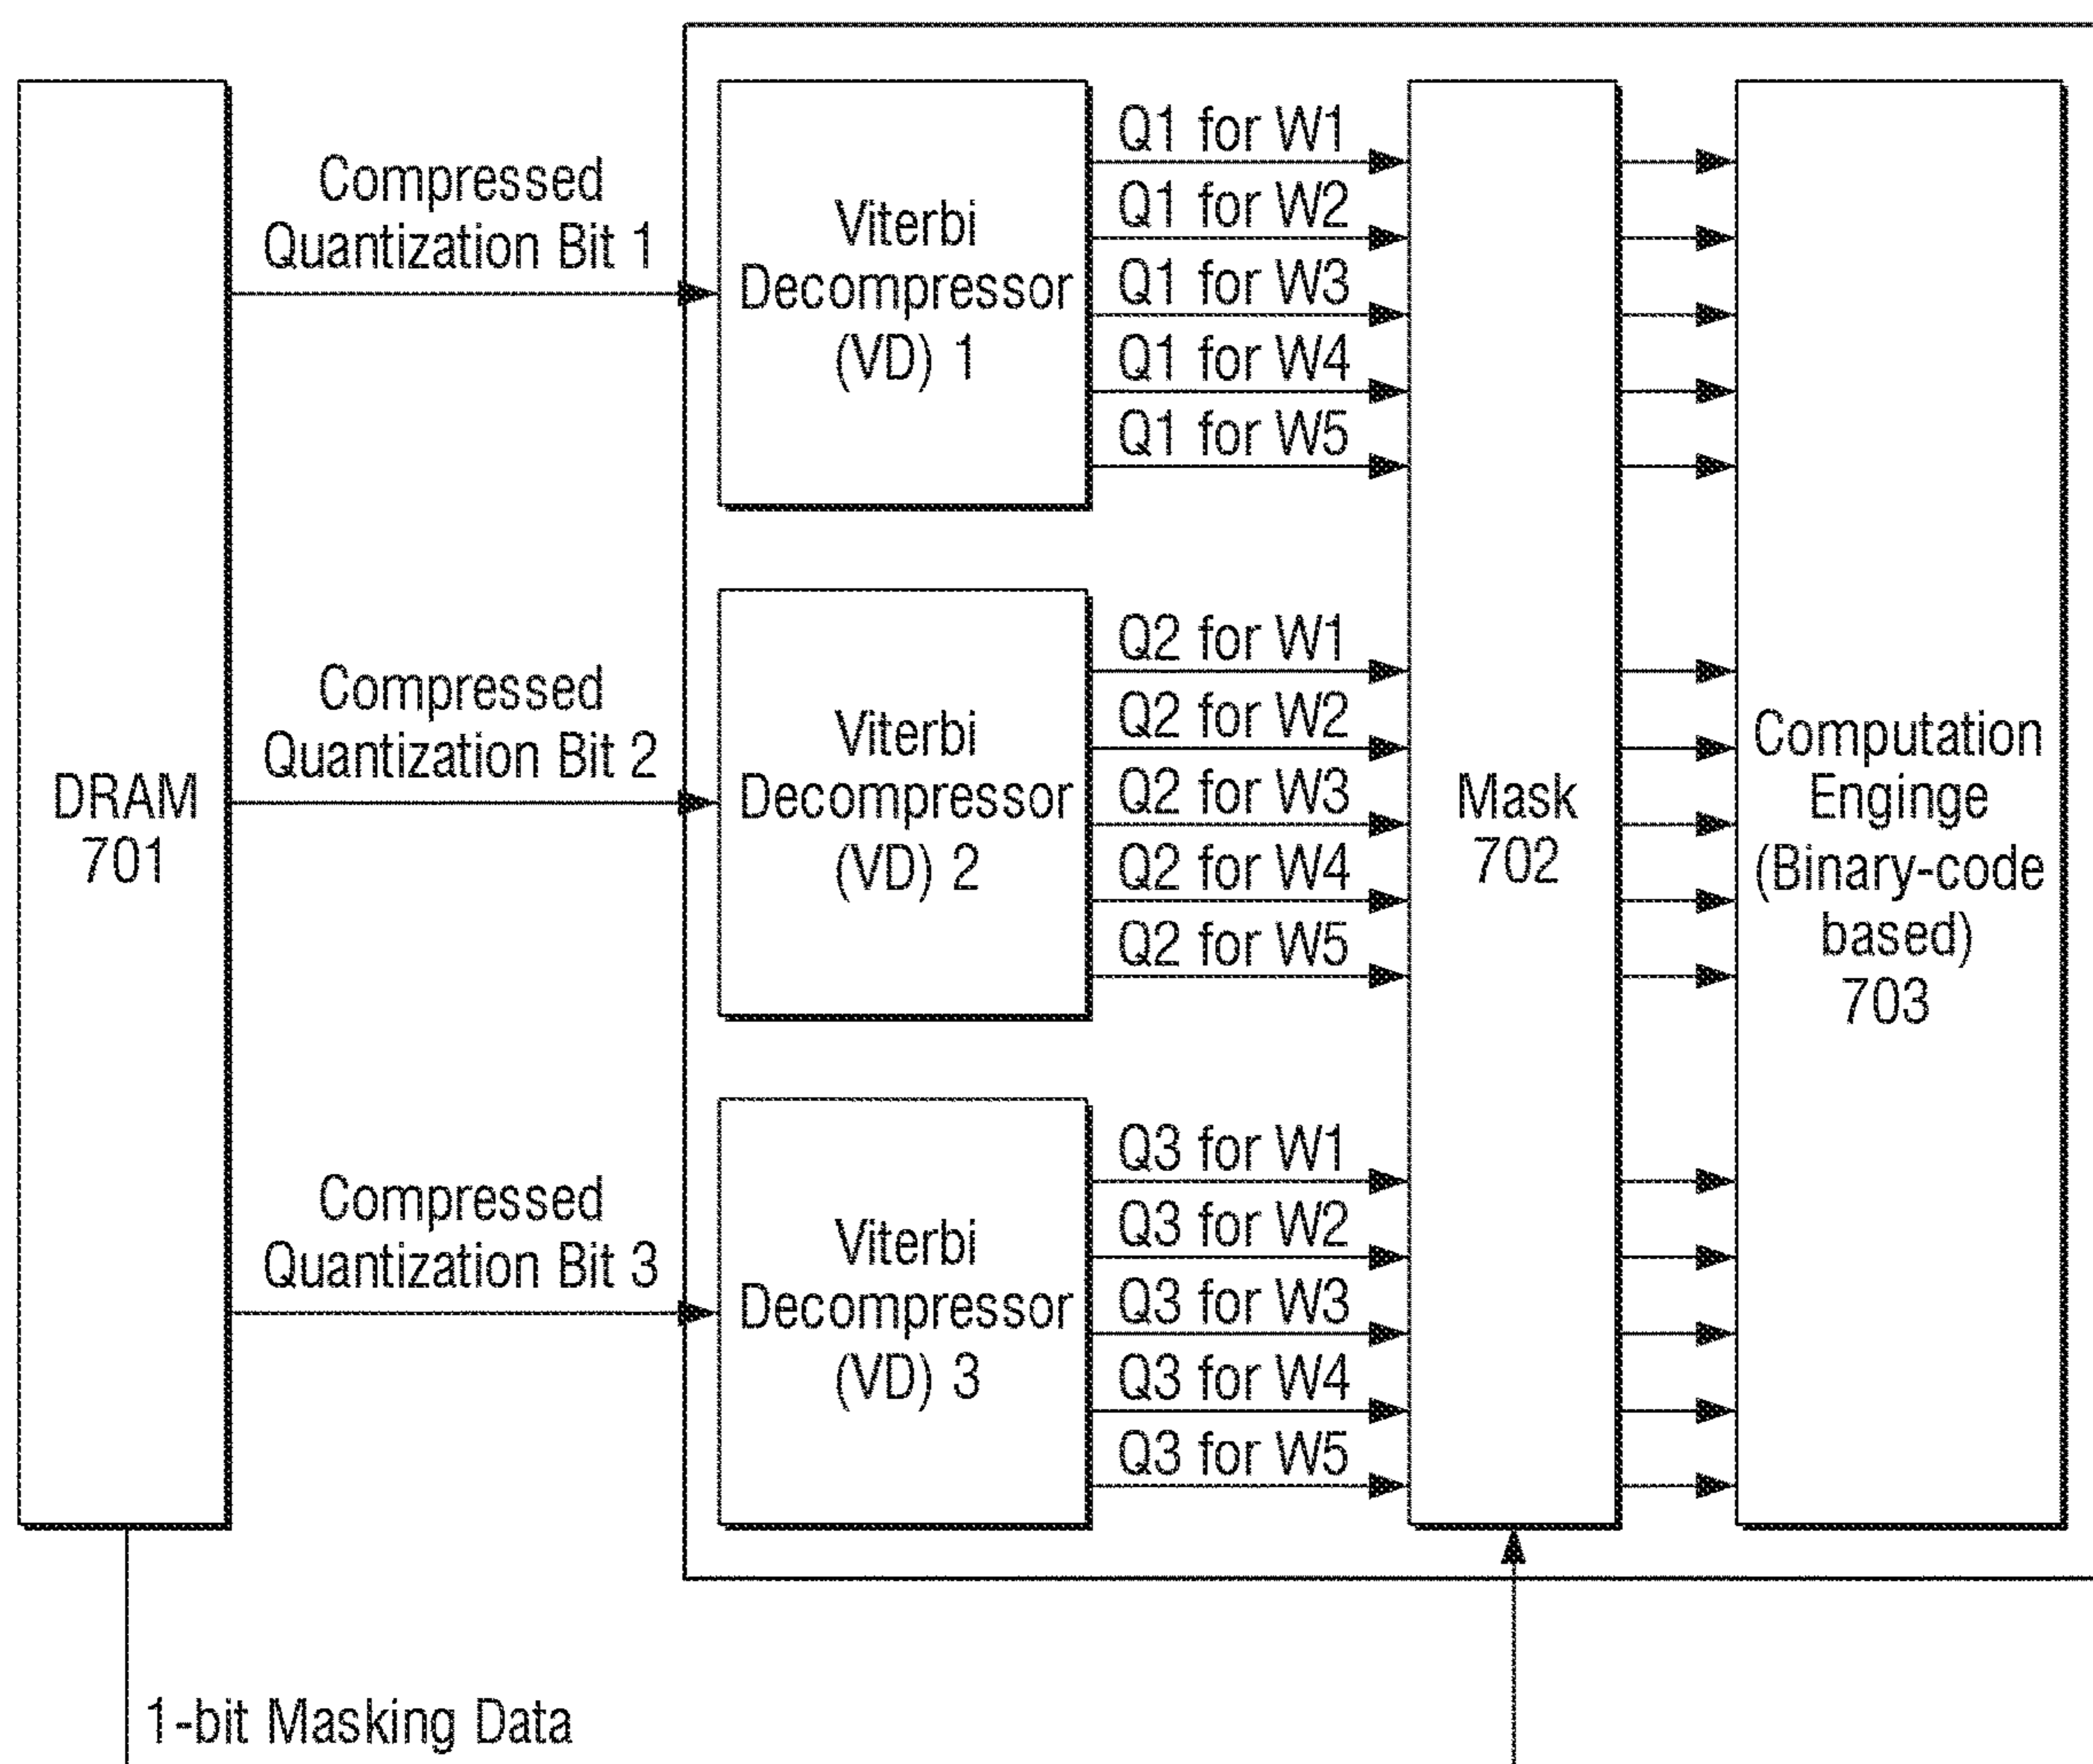 DRAM
701
Compressed
Quantization Bit 1
Compressed
Quantization Bit 2
Compressed
Quantization Bit 3
Viterbi
Decompressor
(VD) 1
Q1 for W1
Q1 for W2
Q1 for W3
Q1 for W4
Q1 for W5
Viterbi
Decompressor
(VD) 2
Q2 for W1
Q2 for W2
Q2 for W3
Q2 for W4
Q2 for W5
Viterbi
Decompressor
(VD) 3
Q3 for W1
Q3 for W2
Q3 for W3
Q3 for W4
Q3 for W5
Mask
702
Computation
Enginge
(Binary-code
based)
703
1-bit Masking Data